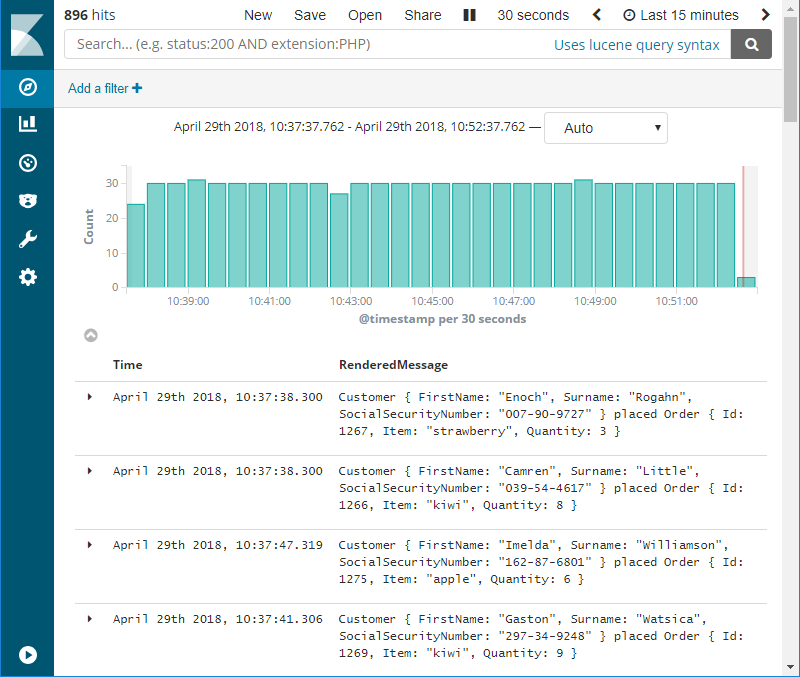 896 hits New Save Open Share 30 seconds Last 15 minutes
Search... (e.g. status:200 AND extension:PHP) Uses lucene query syntax
Add a filter
April 29th 2018, 10:37:37.762 - April 29th 2018, 10:52:37.762 — Auto
30
20
10
0
Count
10:39:00 10:41:00 10:43:00 10:45:00 10:47:00 10:49:00 10:51:00
@timestamp per 30 seconds
Time RenderedMessage
April 29th 2018, 10:37:38.300 Customer { FirstName: "Enoch", Surname: "Rogahn",
SocialSecurityNumber: "007-90-9727" } placed Order { Id:
1267, Item: "strawberry", Quantity: 3 }
April 29th 2018, 10:37:38.300 Customer { FirstName: "Camren", Surname: "Little",
SocialSecurityNumber: "039-54-4617" } placed Order { Id:
1266, Item: "kiwi", Quantity: 8 }
April 29th 2018, 10:37:47.319 Customer { FirstName: "Imelda", Surname: "Williamson",
SocialSecurityNumber: "162-87-6801" } placed Order { Id:
1275, Item: "apple", Quantity: 6 }
April 29th 2018, 10:37:41.306 Customer { FirstName: "Gaston", Surname: "Watsica",
SocialSecurityNumber: "297-34-9248" } placed Order { Id:
1269, Item: "kiwi", Quantity: 9 }